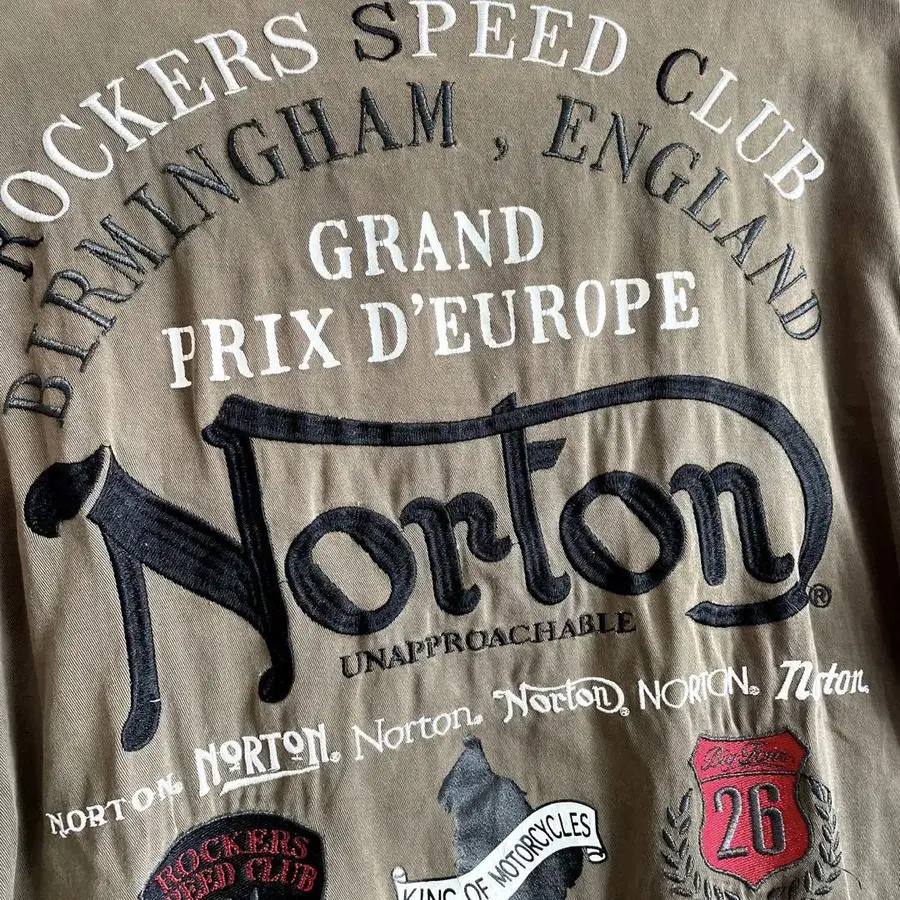 ROCKERS SPEED CLUB
BIRMINGHAM, ENGLAND
GRAND
PRIX D'EUROPE
Norton®
UNAPPROACHABLE
NORTON. NORTON. Norton. Norton NORTON. Norton.
ROCKERS
SPEED CLUB
KING OF MOTORCYCLES
26